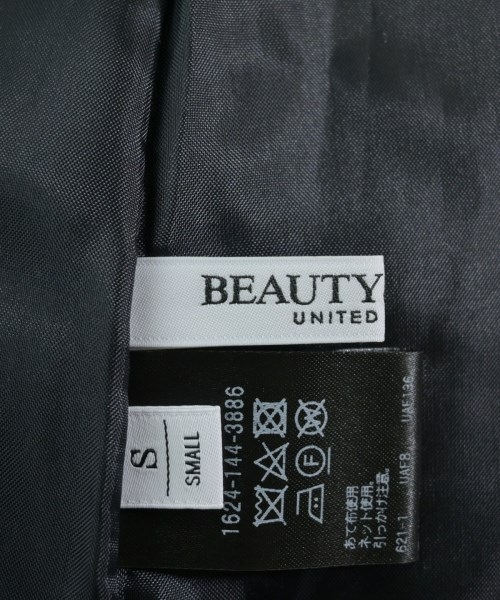 BEAUTY
UNITED
S
SMALL
1624-144-3886
F
あて布使用
ネット使用。
引っかけ注意。
621-1 UAF8 UAF136